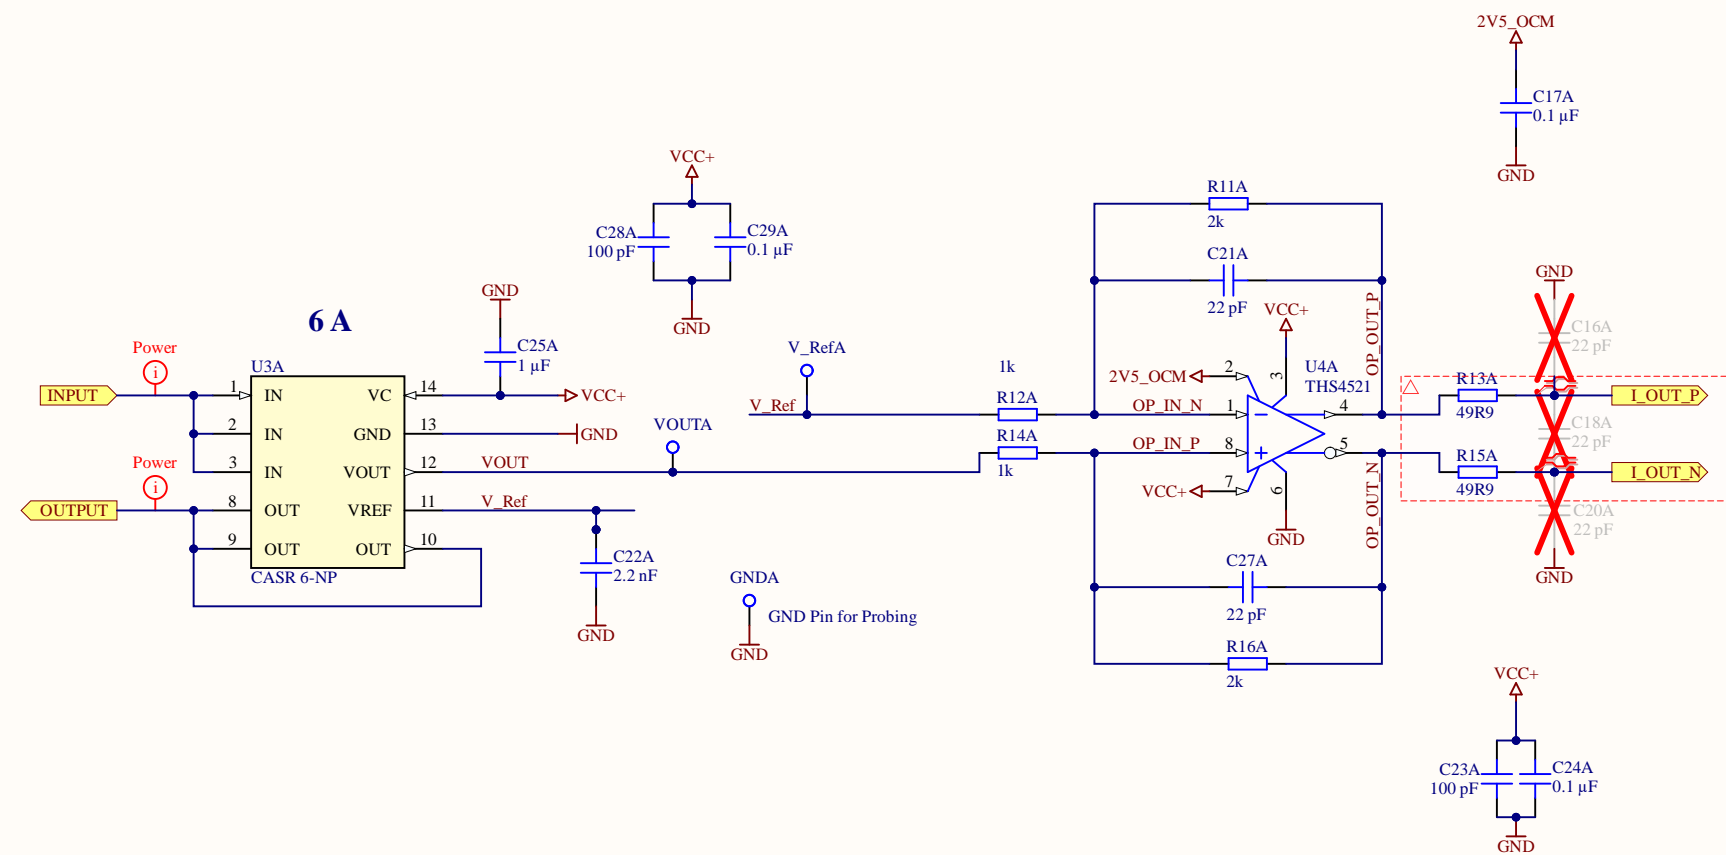 2V5_OCM
C17A
0.1 µF
GND
VCC+
C28A
100 pF
C29A
0.1 µF
GND
R11A
2k
C21A
22 pF
GND
6 A
C25A
1 µF
Power
INPUT
U3A
1 IN VC 14
VCC+
2 IN GND 13
GND
3 IN VOUT 12
VOUT
VOUTA
Power
OUTPUT
8 OUT VREF 11
V_Ref
9 OUT OUT 10
CASR 6-NP
C22A
2.2 nF
GND
GNDA
GND Pin for Probing
GND
V_RefA
V_Ref
1k
R12A
R14A
1k
OP_IN_N
OP_IN_P
2V5_OCM
VCC+
VCC+
U4A
THS4521
2
3
1
4
8
5
7
6
GND
OP_OUT_P
OP_OUT_N
C27A
22 pF
R16A
2k
GND
C16A
22 pF
R13A
49R9
I_OUT_P
C18A
22 pF
R15A
49R9
I_OUT_N
C20A
22 pF
GND
VCC+
C23A
100 pF
C24A
0.1 µF
GND